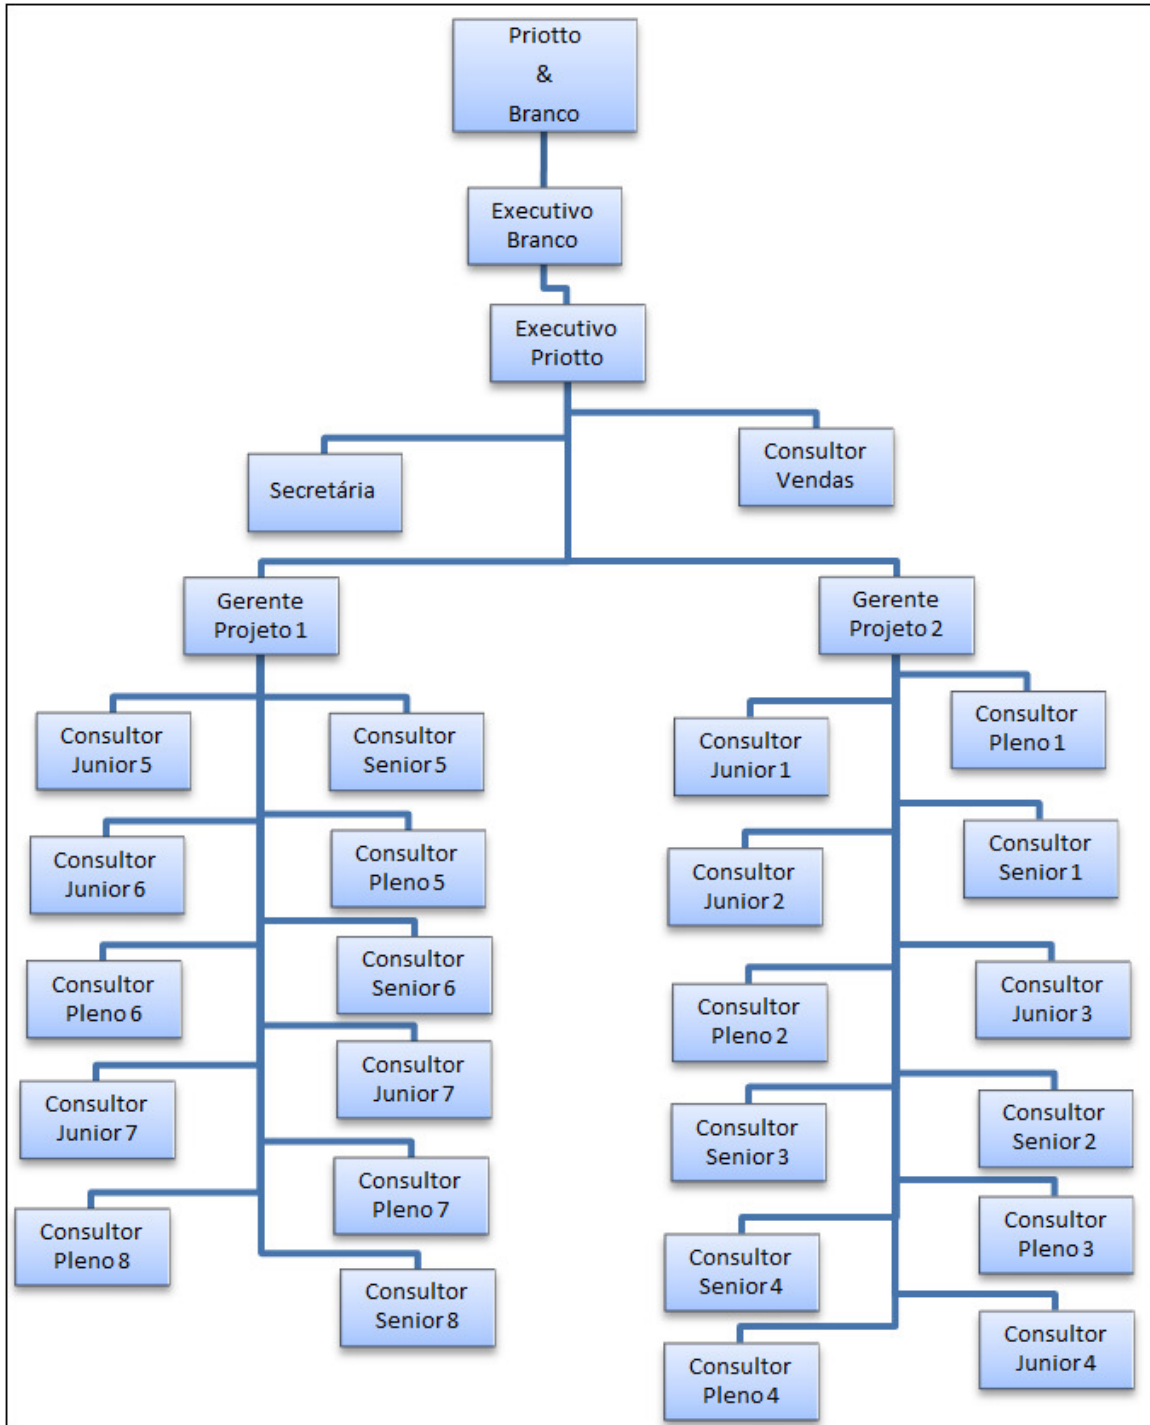 Priotto
&
Branco
Executivo
Branco
Executivo
Priotto
Secretária
Consultor
Vendas
Gerente
Projeto 1
Gerente
Projeto 2
Consultor
Junior 5
Consultor
Senior 5
Consultor
Junior 6
Consultor
Pleno 5
Consultor
Pleno 6
Consultor
Senior 6
Consultor
Junior 7
Consultor
Junior 7
Consultor
Pleno 8
Consultor
Pleno 7
Consultor
Senior 8
Consultor
Junior 1
Consultor
Pleno 1
Consultor
Junior 2
Consultor
Senior 1
Consultor
Pleno 2
Consultor
Junior 3
Consultor
Senior 3
Consultor
Senior 2
Consultor
Senior 4
Consultor
Pleno 3
Consultor
Pleno 4
Consultor
Junior 4